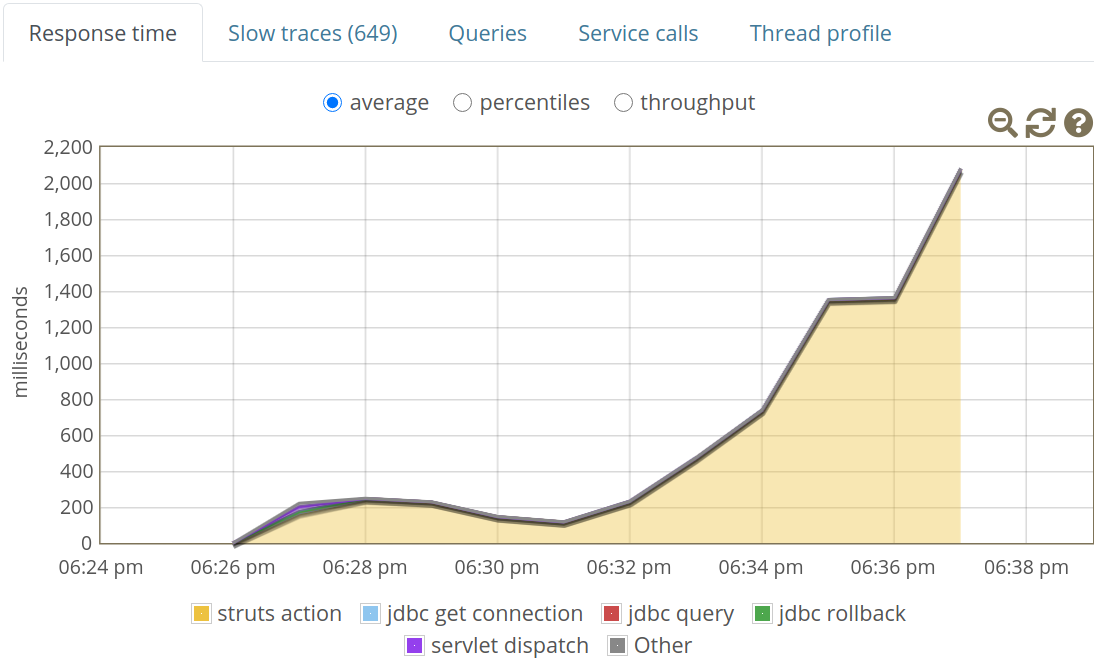 Response time Slow traces (649) Queries Service calls Thread profile
average percentiles throughput
?
2,200
2,000
1,800
1,600
1,400
1,200
1,000
800
600
400
200
0
milliseconds
06:24 pm 06:26 pm 06:28 pm 06:30 pm 06:32 pm 06:34 pm 06:36 pm 06:38 pm
struts action jdbc get connection jdbc query jdbc rollback
servlet dispatch Other